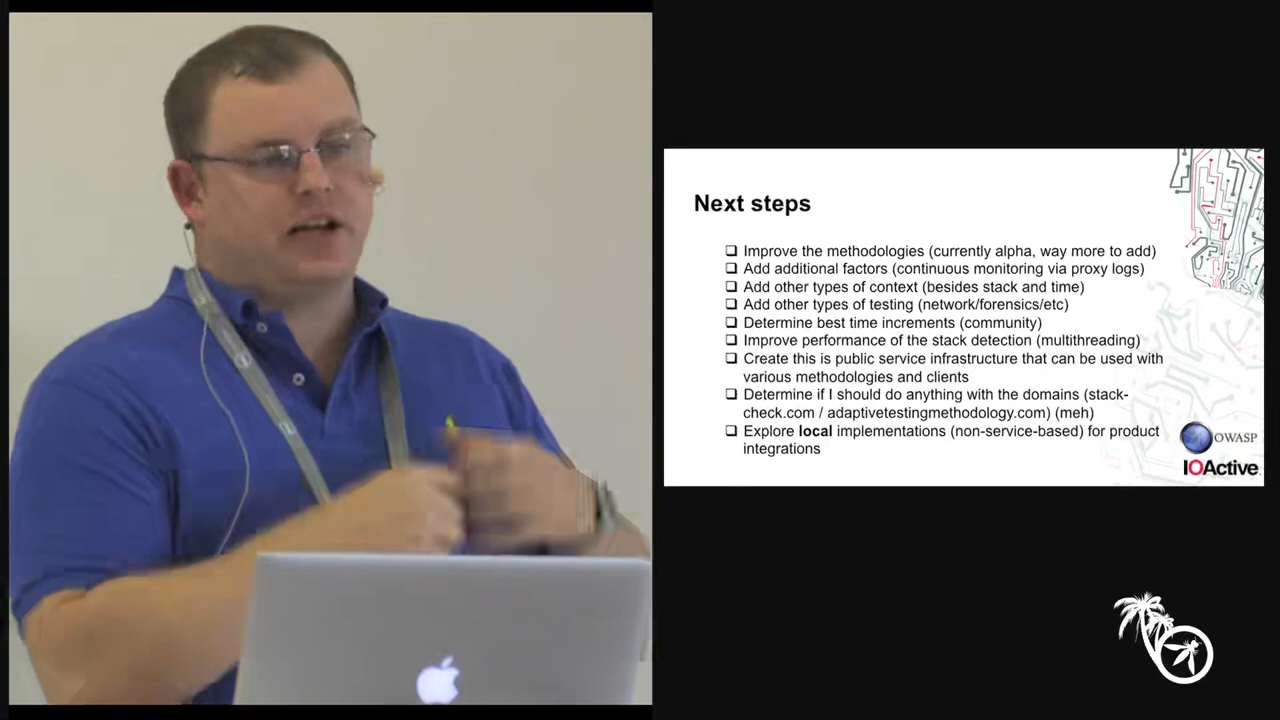 Next steps
❏ Improve the methodologies (currently alpha, way more to add)
❏ Add additional factors (continuous monitoring via proxy logs)
❏ Add other types of context (besides stack and time)
❏ Add other types of testing (network/forensics/etc)
❏ Determine best time increments (community)
❏ Improve performance of the stack detection (multithreading)
❏ Create this is public service infrastructure that can be used with
various methodologies and clients
❏ Determine if I should do anything with the domains (stack-
check.com / adaptivetestingmethodology.com) (meh)
❏ Explore local implementations (non-service-based) for product
integrations
OWASP
IOActive